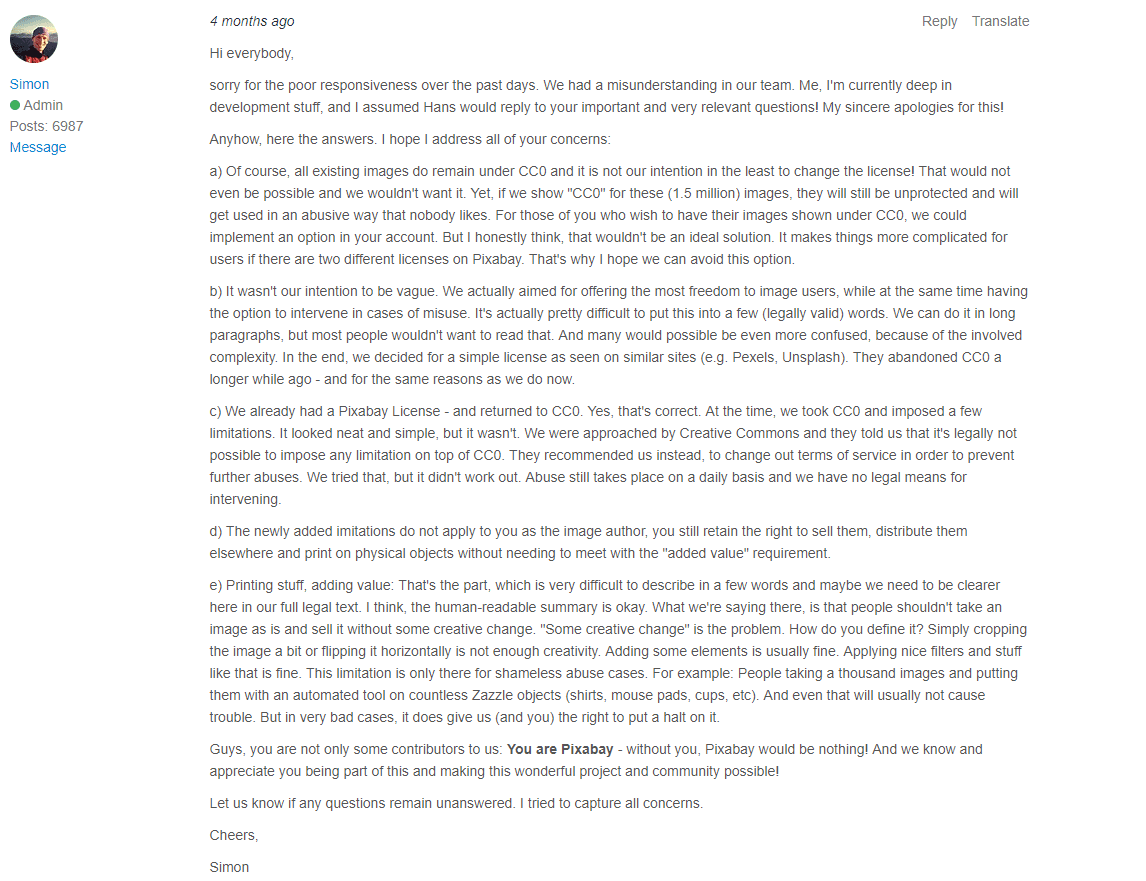 4 months ago
Reply Translate
Simon
Admin
Posts: 6987
Message
Hi everybody,
sorry for the poor responsiveness over the past days. We had a misunderstanding in our team. Me, I'm currently deep in
development stuff, and I assumed Hans would reply to your important and very relevant questions! My sincere apologies for this!
Anyhow, here the answers. I hope I address all of your concerns:
a) Of course, all existing images do remain under CC0 and it is not our intention in the least to change the license! That would not
even be possible and we wouldn't want it. Yet, if we show "CC0" for these (1.5 million) images, they will still be unprotected and will
get used in an abusive way that nobody likes. For those of you who wish to have their images shown under CC0, we could
implement an option in your account. But I honestly think, that wouldn't be an ideal solution. It makes things more complicated for
users if there are two different licenses on Pixabay. That's why I hope we can avoid this option.
b) It wasn't our intention to be vague. We actually aimed for offering the most freedom to image users, while at the same time having
the option to intervene in cases of misuse. It's actually pretty difficult to put this into a few (legally valid) words. We can do it in long
paragraphs, but most people wouldn't want to read that. And many would possible be even more confused, because of the involved
complexity. In the end, we decided for a simple license as seen on similar sites (e.g. Pexels, Unsplash). They abandoned CC0 a
longer while ago - and for the same reasons as we do now.
c) We already had a Pixabay License - and returned to CC0. Yes, that's correct. At the time, we took CC0 and imposed a few
limitations. It looked neat and simple, but it wasn't. We were approached by Creative Commons and they told us that it's legally not
possible to impose any limitation on top of CC0. They recommended us instead, to change out terms of service in order to prevent
further abuses. We tried that, but it didn't work out. Abuse still takes place on a daily basis and we have no legal means for
intervening.
d) The newly added imitations do not apply to you as the image author, you still retain the right to sell them, distribute them
elsewhere and print on physical objects without needing to meet with the "added value" requirement.
e) Printing stuff, adding value: That's the part, which is very difficult to describe in a few words and maybe we need to be clearer
here in our full legal text. I think, the human-readable summary is okay. What we're saying there, is that people shouldn't take an
image as is and sell it without some creative change. "Some creative change" is the problem. How do you define it? Simply cropping
the image a bit or flipping it horizontally is not enough creativity. Adding some elements is usually fine. Applying nice filters and stuff
like that is fine. This limitation is only there for shameless abuse cases. For example: People taking a thousand images and putting
them with an automated tool on countless Zazzle objects (shirts, mouse pads, cups, etc). And even that will usually not cause
trouble. But in very bad cases, it does give us (and you) the right to put a halt on it.
Guys, you are not only some contributors to us: You are Pixabay - without you, Pixabay would be nothing! And we know and
appreciate you being part of this and making this wonderful project and community possible!
Let us know if any questions remain unanswered. I tried to capture all concerns.
Cheers,
Simon